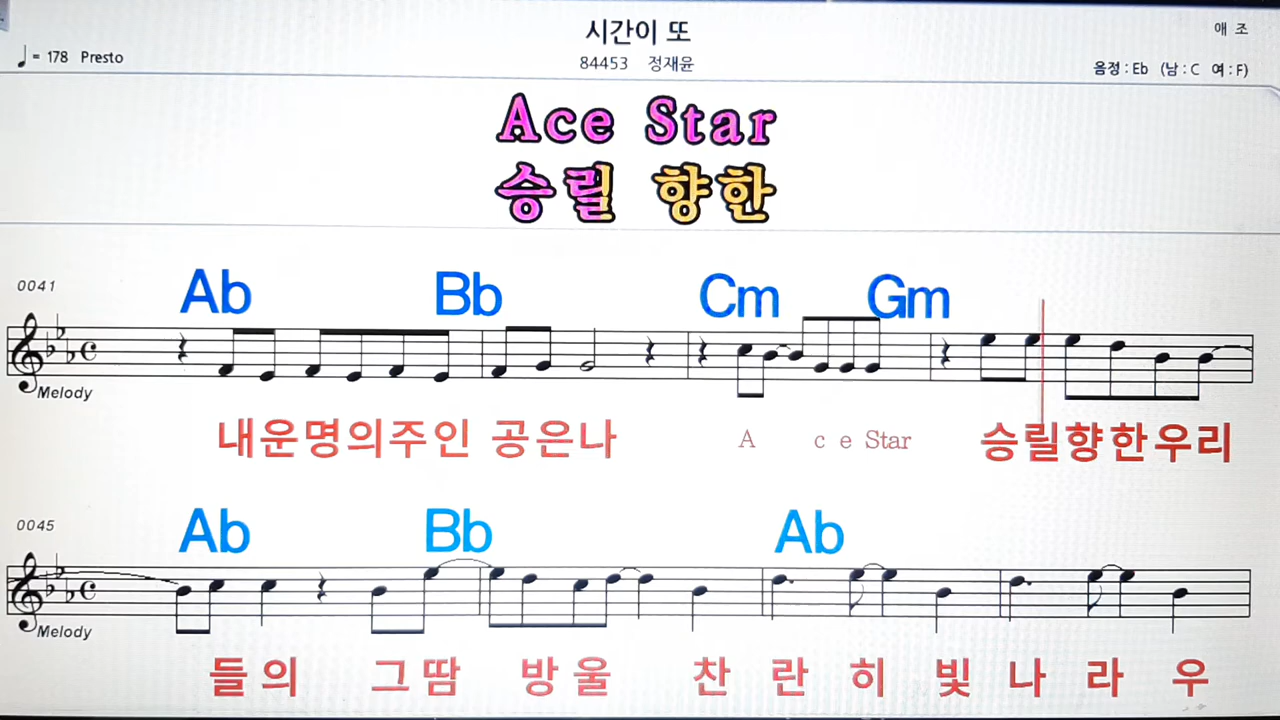 시간이 또
애 조
♩= 178 Presto
84453 정재윤
음정 : Eb (남 : C 여 : F)
Ace Star
승릴 향한
0041
Ab Bb Cm Gm
Melody
내운명의주인 공은나 A c e Star 승릴향한우리
0045
Ab Bb Ab
Melody
들의 그땀 방울 찬란히빛나라우